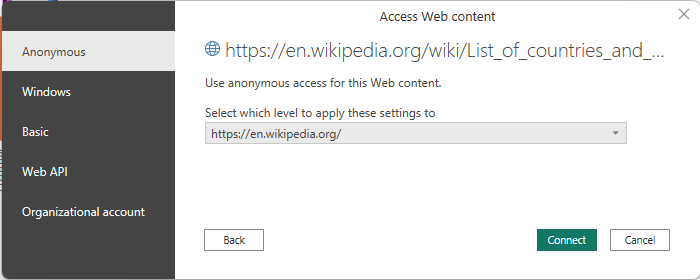 Access Web content
Anonymous
Windows
Basic
Web API
Organizational account
https://en.wikipedia.org/wiki/List_of_countries_and_...
Use anonymous access for this Web content.
Select which level to apply these settings to
https://en.wikipedia.org/
Back
Connect
Cancel